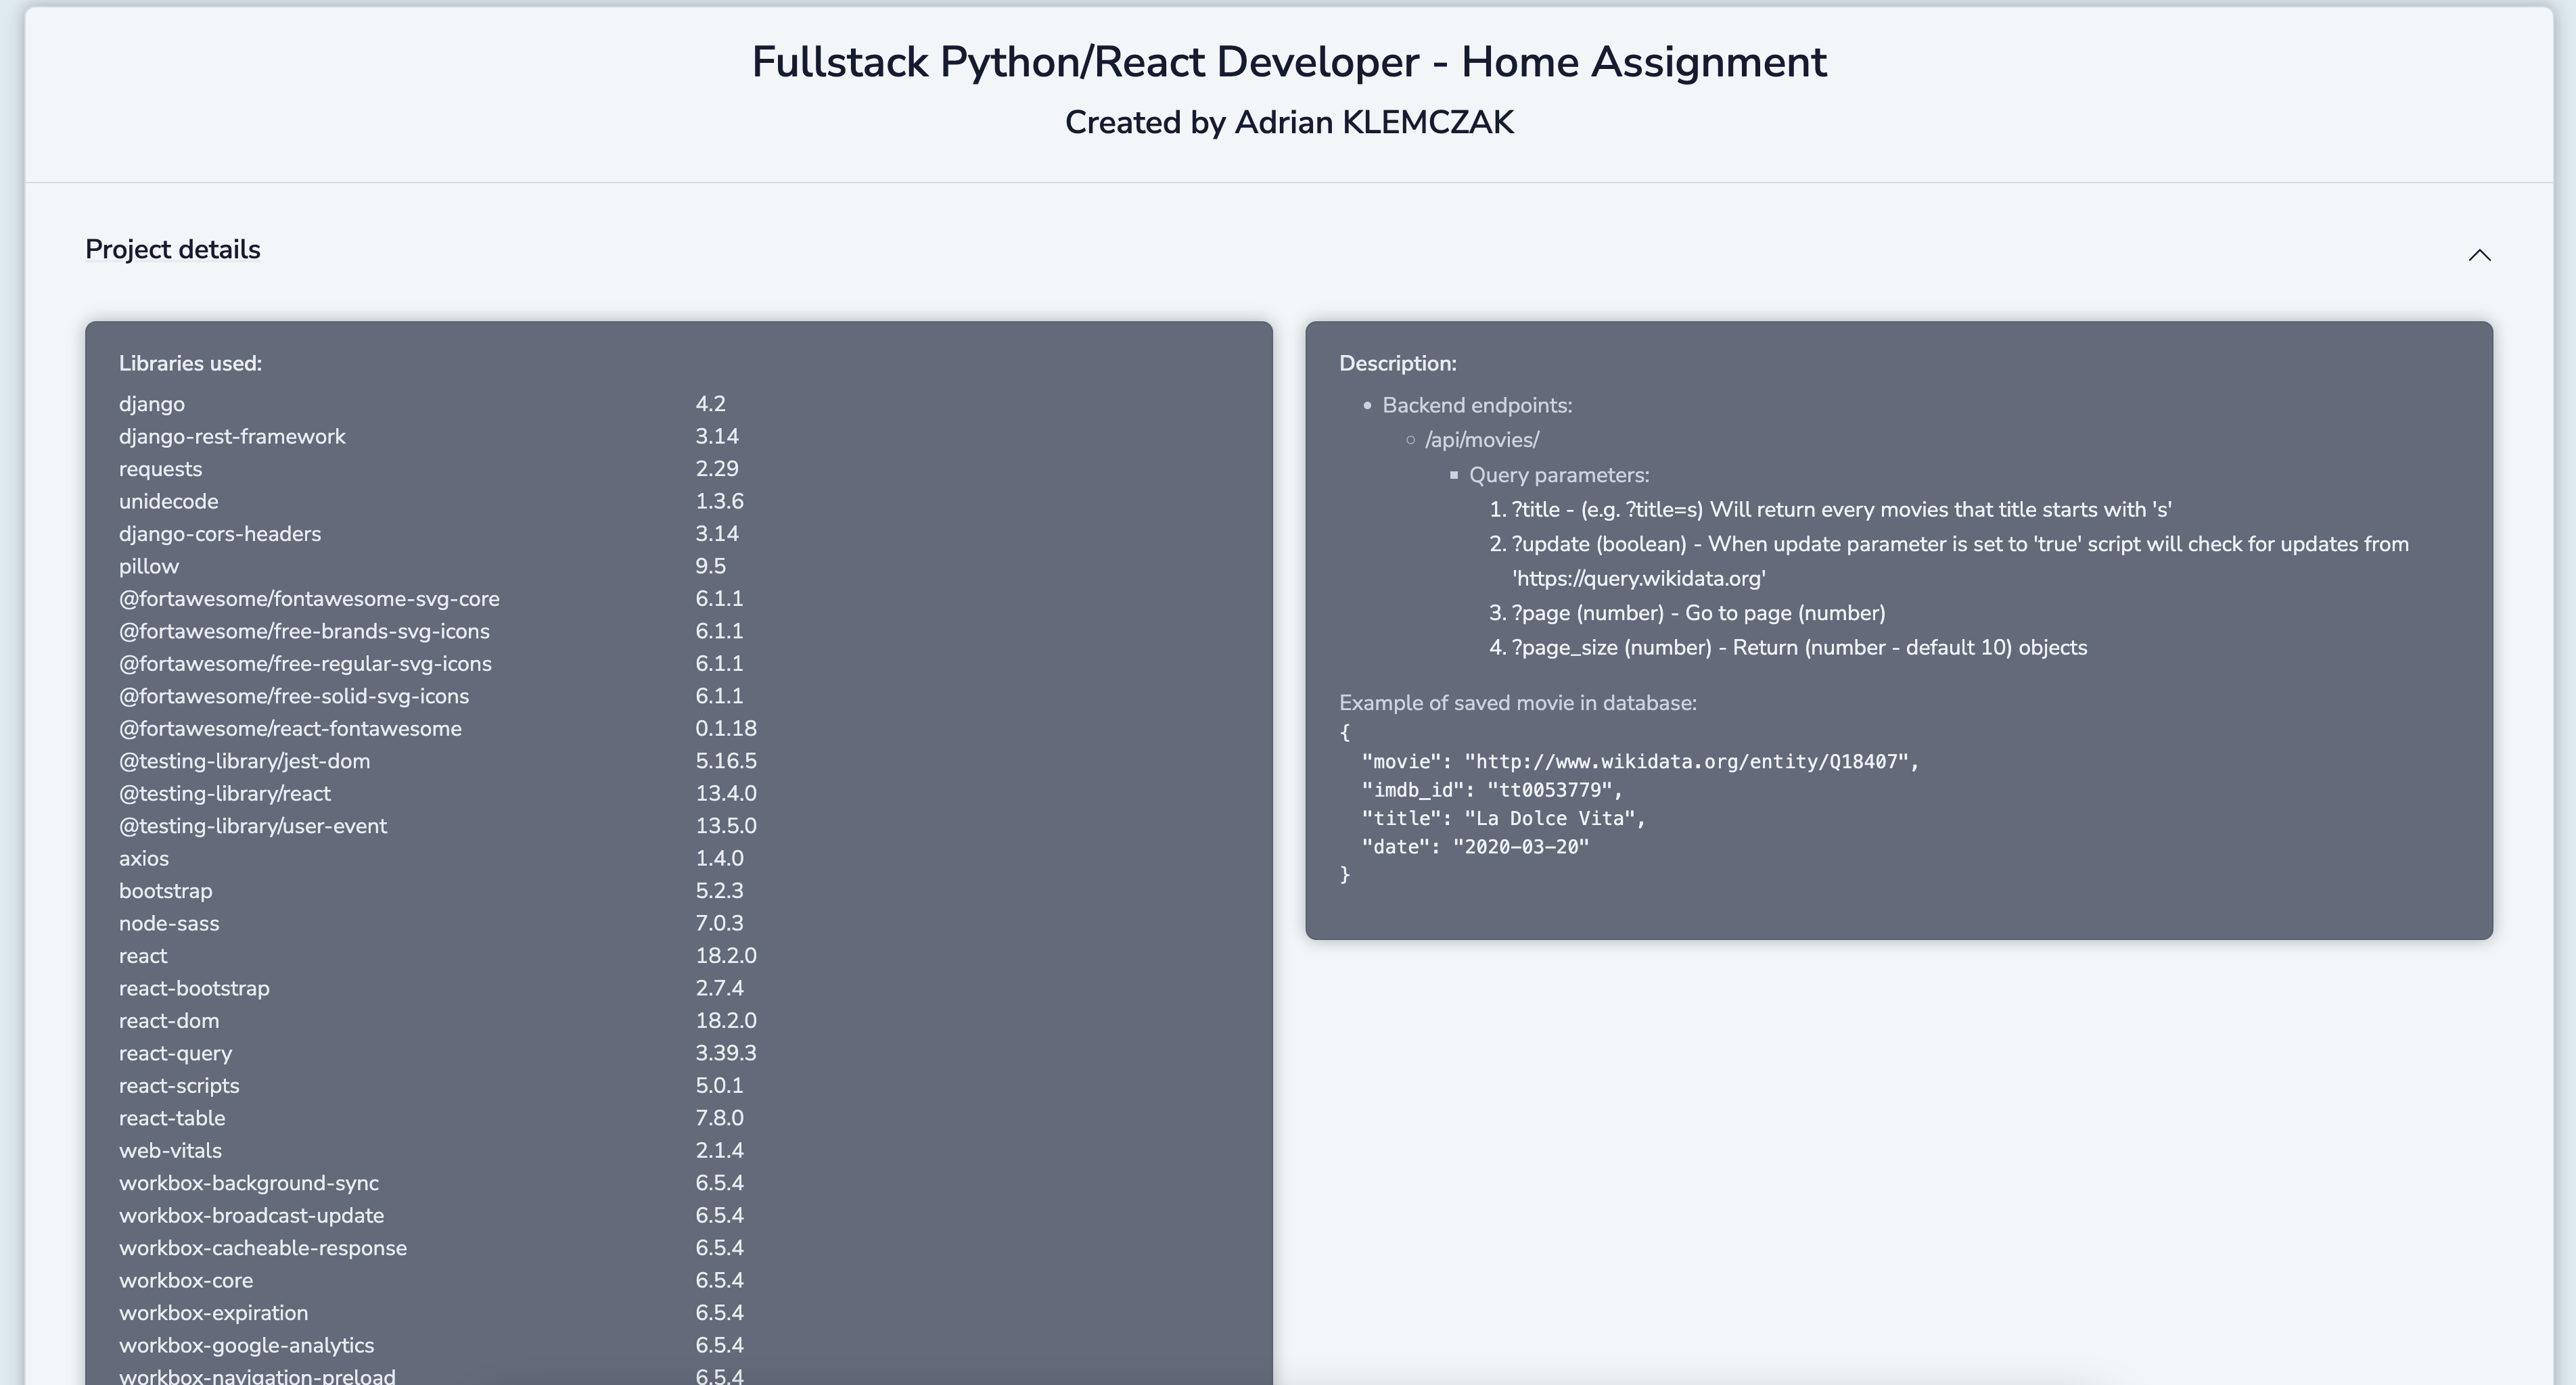 Fullstack Python/React Developer - Home Assignment
Created by Adrian KLEMCZAK
Project details
Libraries used:
django 4.2
django-rest-framework 3.14
requests 2.29
unidecode 1.3.6
django-cors-headers 3.14
pillow 9.5
@fortawesome/fontawesome-svg-core 6.1.1
@fortawesome/free-brands-svg-icons 6.1.1
@fortawesome/free-regular-svg-icons 6.1.1
@fortawesome/free-solid-svg-icons 6.1.1
@fortawesome/react-fontawesome 0.1.18
@testing-library/jest-dom 5.16.5
@testing-library/react 13.4.0
@testing-library/user-event 13.5.0
axios 1.4.0
bootstrap 5.2.3
node-sass 7.0.3
react 18.2.0
react-bootstrap 2.7.4
react-dom 18.2.0
react-query 3.39.3
react-scripts 5.0.1
react-table 7.8.0
web-vitals 2.1.4
workbox-background-sync 6.5.4
workbox-broadcast-update 6.5.4
workbox-cacheable-response 6.5.4
workbox-core 6.5.4
workbox-expiration 6.5.4
workbox-google-analytics 6.5.4
workbox-navigation-preload 6.5.4
Description:
• Backend endpoints:
○ /api/movies/
▪ Query parameters:
1. ?title - (e.g. ?title=s) Will return every movies that title starts with 's'
2. ?update (boolean) - When update parameter is set to 'true' script will check for updates from
'https://query.wikidata.org'
3. ?page (number) - Go to page (number)
4. ?page_size (number) - Return (number - default 10) objects
Example of saved movie in database:
{
  "movie": "http://www.wikidata.org/entity/Q18407",
  "imdb_id": "tt0053779",
  "title": "La Dolce Vita",
  "date": "2020-03-20"
}